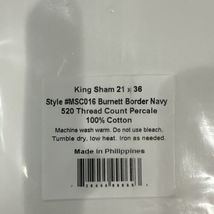 King Sham 21 x 36
Style #MSC016 Burnett Border Navy
520 Thread Count Percale
100% Cotton
Machine wash warm. Do not use bleach.
Tumble dry, low heat. Iron as needed.
Made in Philippines